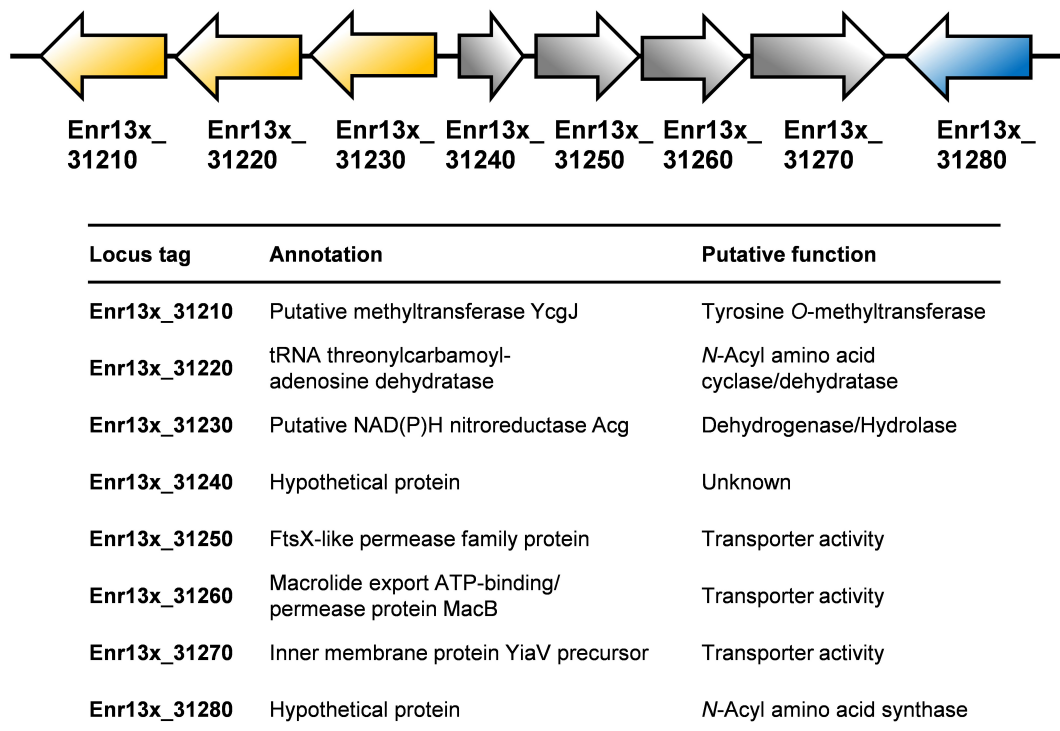 Enr13x_ Enr13x_ Enr13x_ Enr13x_ Enr13x_ Enr13x_ Enr13x_ Enr13x_
31210 31220 31230 31240 31250 31260 31270 31280
Locus tag Annotation Putative function
Enr13x_31210 Putative methyltransferase YcgJ Tyrosine O-methyltransferase
Enr13x_31220 tRNA threonylcarbamoyl- N-Acyl amino acid
adenosine dehydratase cyclase/dehydratase
Enr13x_31230 Putative NAD(P)H nitroreductase Acg Dehydrogenase/Hydrolase
Enr13x_31240 Hypothetical protein Unknown
Enr13x_31250 FtsX-like permease family protein Transporter activity
Enr13x_31260 Macrolide export ATP-binding/ Transporter activity
permease protein MacB
Enr13x_31270 Inner membrane protein YiaV precursor Transporter activity
Enr13x_31280 Hypothetical protein N-Acyl amino acid synthase